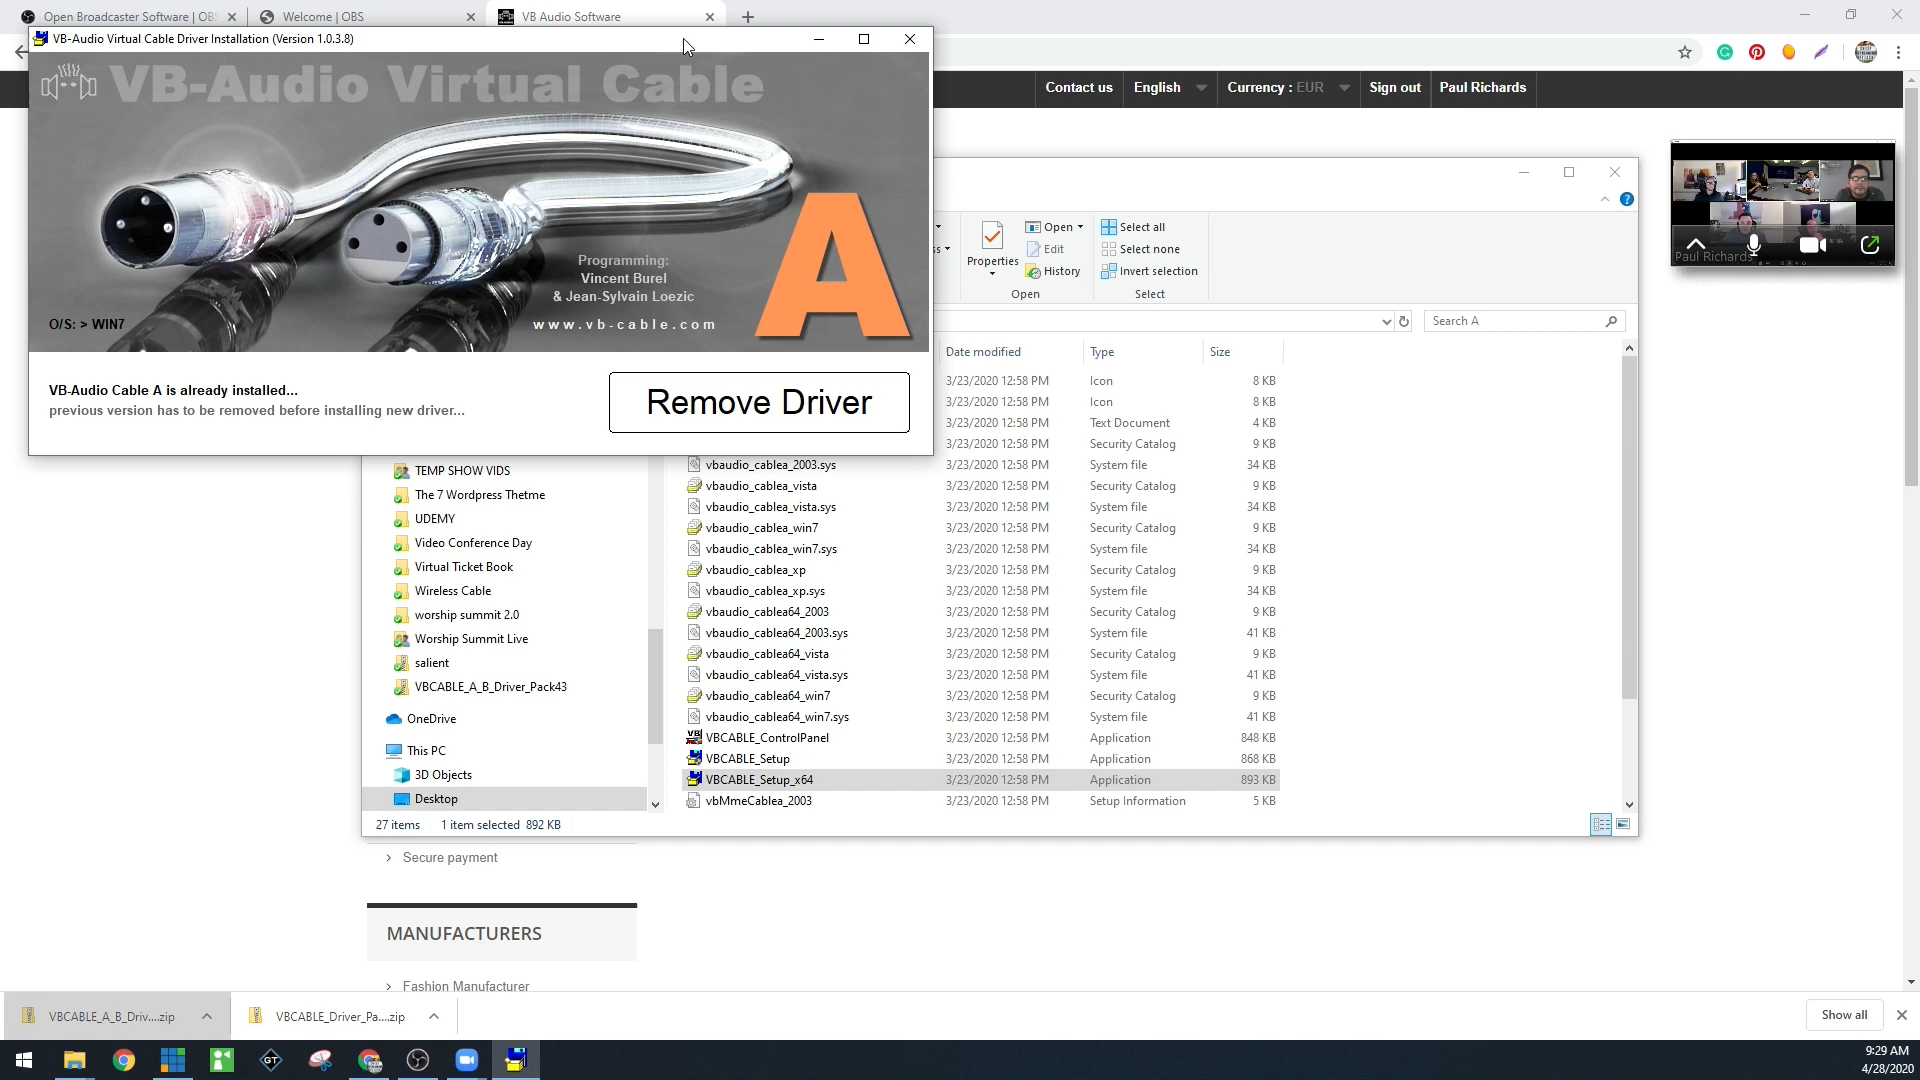 Open Broadcaster Software | OBS
Welcome | OBS
VB Audio Software
VB-Audio Virtual Cable Driver Installation (Version 1.0.3.8)
VB-Audio Virtual Cable
Programming:
Vincent Burel
& Jean-Sylvain Loezic
www.vb-cable.com
O/S: > WIN7
A
VB-Audio Cable A is already installed...
previous version has to be removed before installing new driver...
Remove Driver
Contact us
English
Currency : EUR
Sign out
Paul Richards
Paul Richards
Properties
Open
Edit
History
Open
Select all
Select none
Invert selection
Select
Search A
Date modified
Type
Size
3/23/2020 12:58 PM Icon 8 KB
3/23/2020 12:58 PM Icon 8 KB
3/23/2020 12:58 PM Text Document 4 KB
3/23/2020 12:58 PM Security Catalog 9 KB
vbaudio_cablea_2003.sys 3/23/2020 12:58 PM System file 34 KB
vbaudio_cablea_vista 3/23/2020 12:58 PM Security Catalog 9 KB
vbaudio_cablea_vista.sys 3/23/2020 12:58 PM System file 34 KB
vbaudio_cablea_win7 3/23/2020 12:58 PM Security Catalog 9 KB
vbaudio_cablea_win7.sys 3/23/2020 12:58 PM System file 34 KB
vbaudio_cablea_xp 3/23/2020 12:58 PM Security Catalog 9 KB
vbaudio_cablea_xp.sys 3/23/2020 12:58 PM System file 34 KB
vbaudio_cablea64_2003 3/23/2020 12:58 PM Security Catalog 9 KB
vbaudio_cablea64_2003.sys 3/23/2020 12:58 PM System file 41 KB
vbaudio_cablea64_vista 3/23/2020 12:58 PM Security Catalog 9 KB
vbaudio_cablea64_vista.sys 3/23/2020 12:58 PM System file 41 KB
vbaudio_cablea64_win7 3/23/2020 12:58 PM Security Catalog 9 KB
vbaudio_cablea64_win7.sys 3/23/2020 12:58 PM System file 41 KB
VBCABLE_ControlPanel 3/23/2020 12:58 PM Application 848 KB
VBCABLE_Setup 3/23/2020 12:58 PM Application 868 KB
VBCABLE_Setup_x64 3/23/2020 12:58 PM Application 893 KB
vbMmeCablea_2003 3/23/2020 12:58 PM Setup Information 5 KB
TEMP SHOW VIDS
The 7 Wordpress Thetme
UDEMY
Video Conference Day
Virtual Ticket Book
Wireless Cable
worship summit 2.0
Worship Summit Live
salient
VBCABLE_A_B_Driver_Pack43
OneDrive
This PC
3D Objects
Desktop
27 items
1 item selected 892 KB
Secure payment
MANUFACTURERS
Fashion Manufacturer
VBCABLE_A_B_Driv....zip
VBCABLE_Driver_Pa....zip
Show all
GT
9:29 AM
4/28/2020